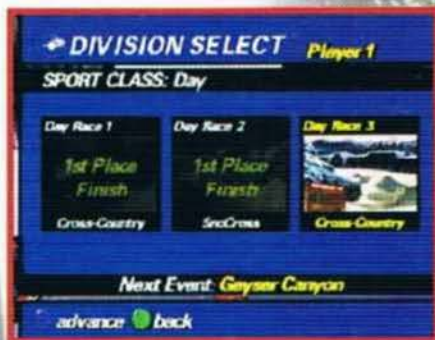 DIVISION SELECT Player 1
SPORT CLASS: Day
Day Race 1 Day Race 2 Day Race 3
1st Place 1st Place
Finish Finish
Cross-Country SnoCross Cross-Country
Next Event: Geyser Canyon
advance back